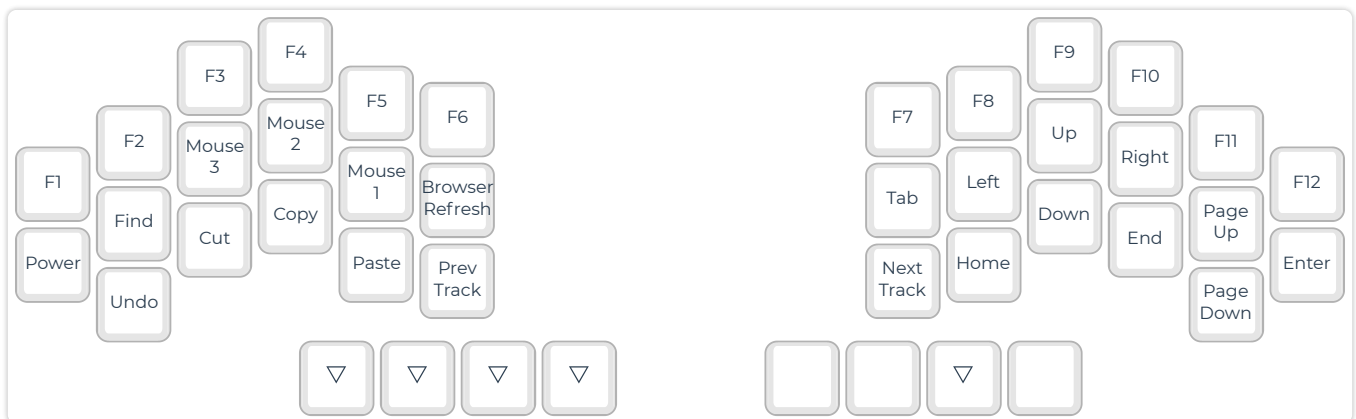 F4
F9
F3
F10
F5
F8
F6
F7
Mouse
2
Up
F2
F11
Mouse
3
Right
Mouse
1
Left
F1
F12
Browser
Refresh
Tab
Find
Page
Up
Copy
Down
Cut
End
Power
Paste
Home
Enter
Prev
Track
Next
Track
Undo
Page
Down
▽ ▽ ▽ ▽ ▽